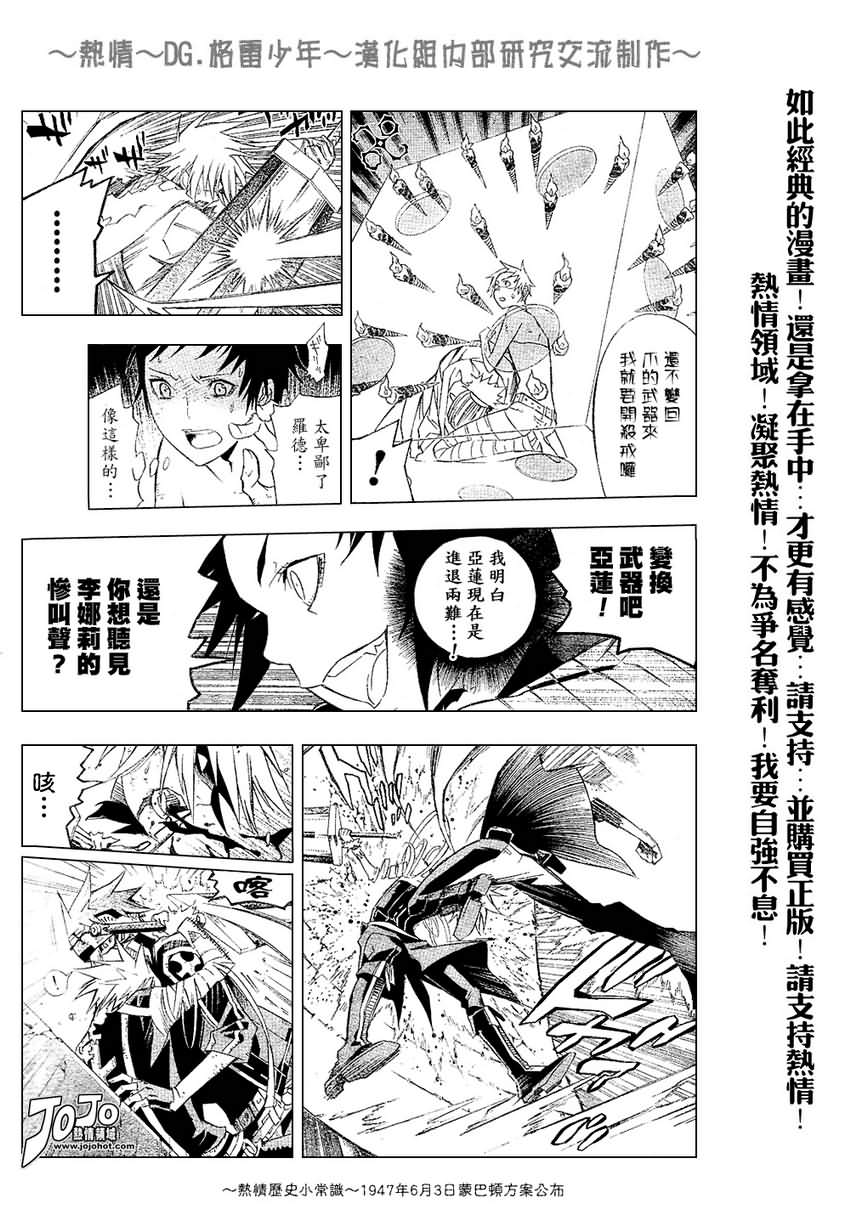 ～熱情～DG.格雷少年～漢化組内部研究交流制作～
如此經典的漫畫！還是拿在手中…才更有感覺…請支持…並購買正版！請支持熱情！
熱情領域！凝聚熱情！不為爭名奪利！我要自強不息！
還不變回
爪的武器來
我就要開殺戒囉
！
………
太卑鄙了
羅德…
像這樣的…
變換
武器吧
亞蓮！
我明白
亞蓮現在是
進退兩難…！
還是
你想聽見
李娜莉的
慘叫聲？
咳…
喀
！
JOJO
熱情領域
www.jojohot.com
～熱情歷史小常識～1947年6月3日蒙巴頓方案公布